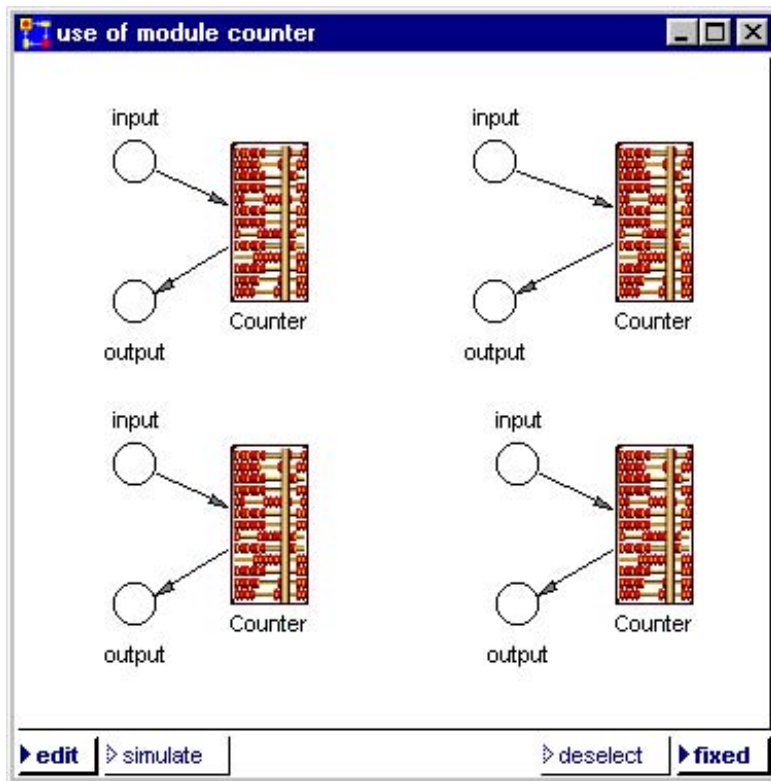 use of module counter
input
input
Counter
Counter
output
output
input
input
Counter
Counter
output
output
edit
simulate
deselect
fixed